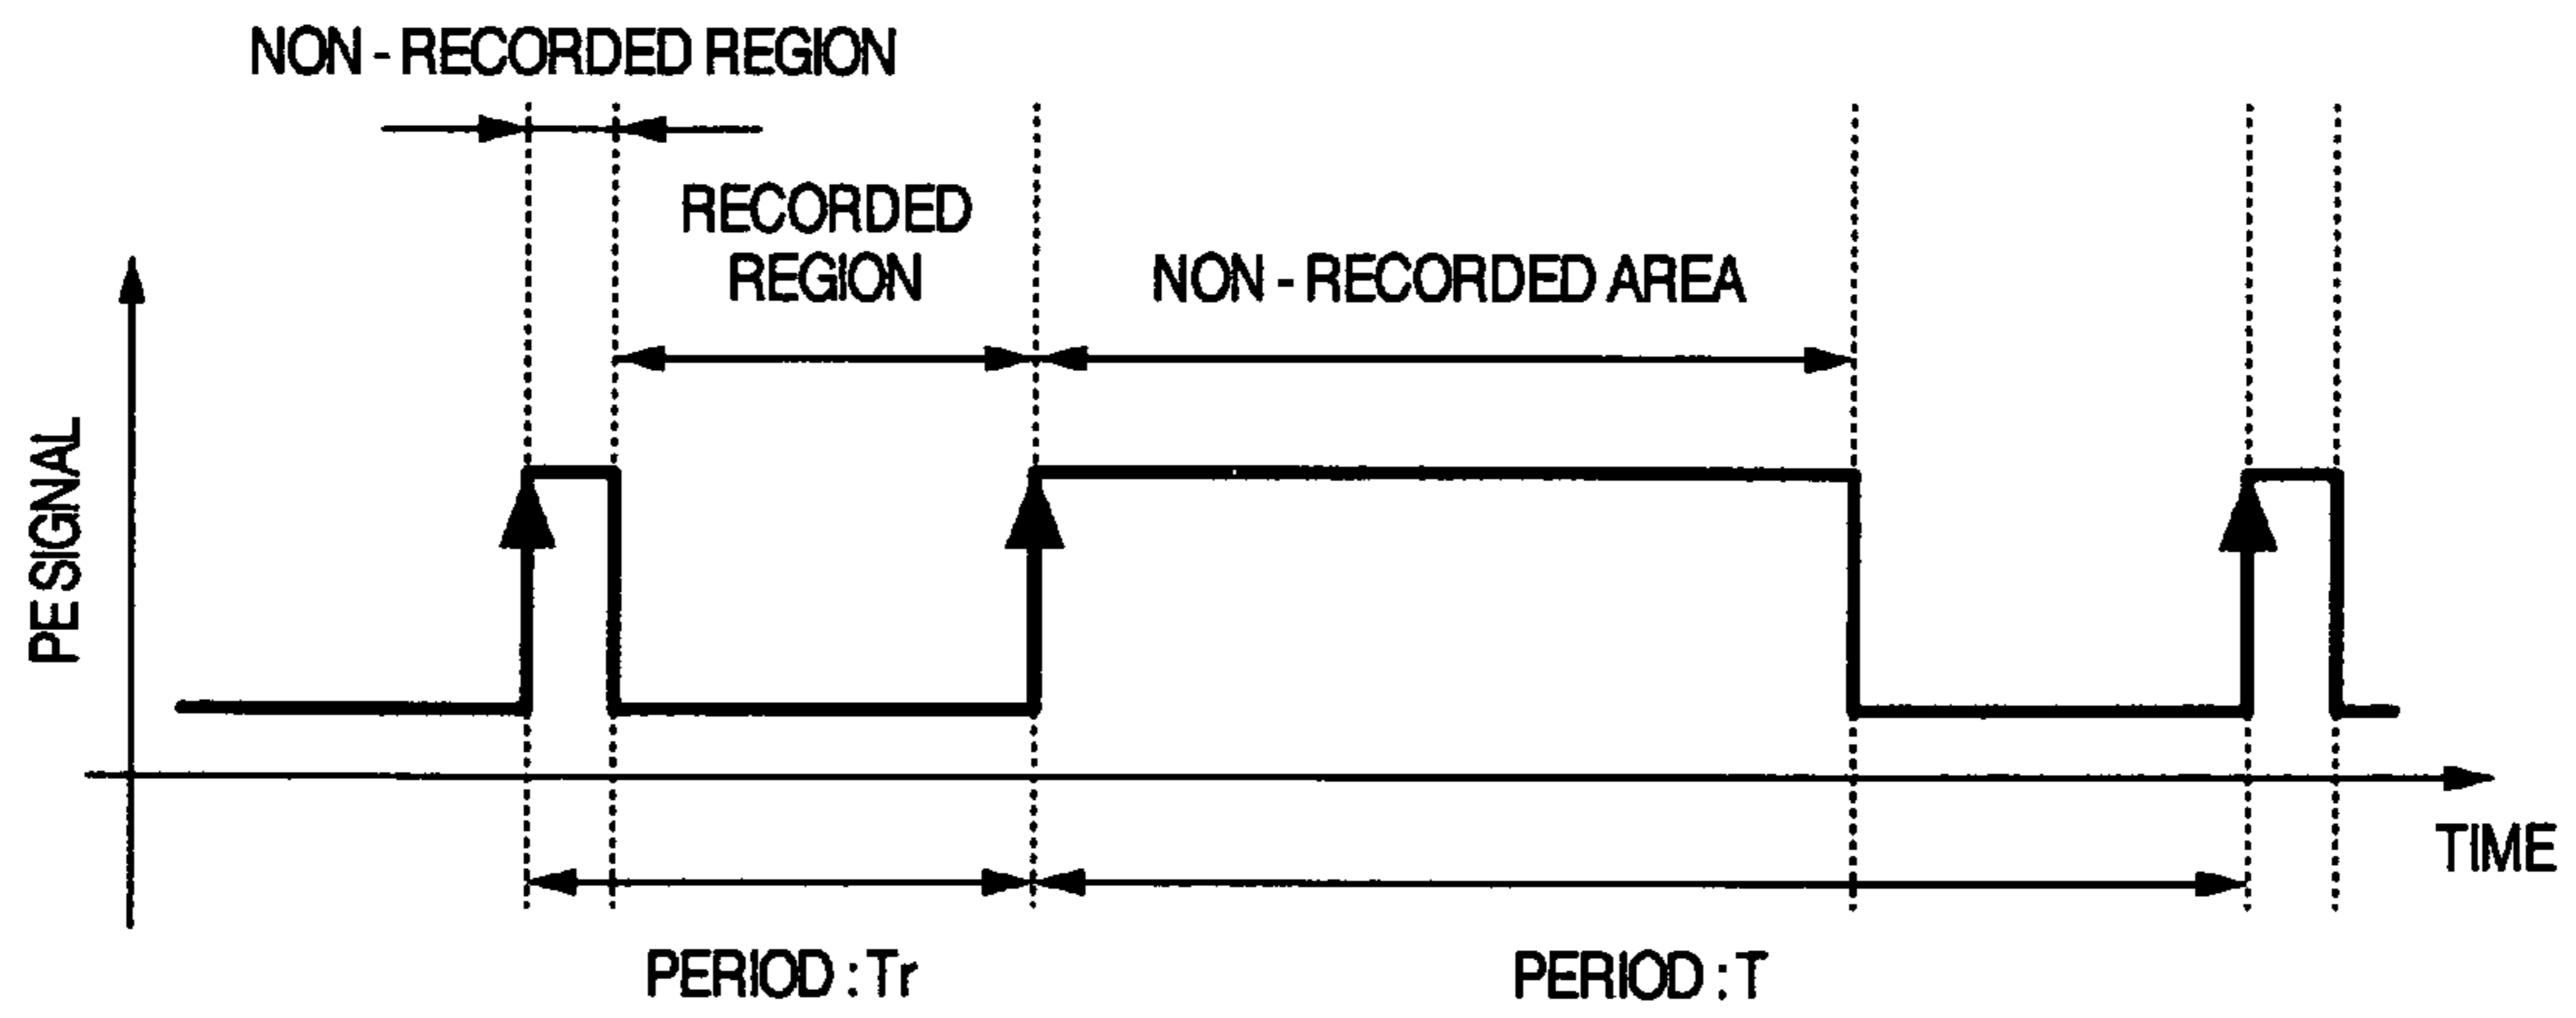 NON - RECORDED REGION
RECORDED
REGION
NON - RECORDED AREA
PE SIGNAL
TIME
PERIOD : Tr
PERIOD : T